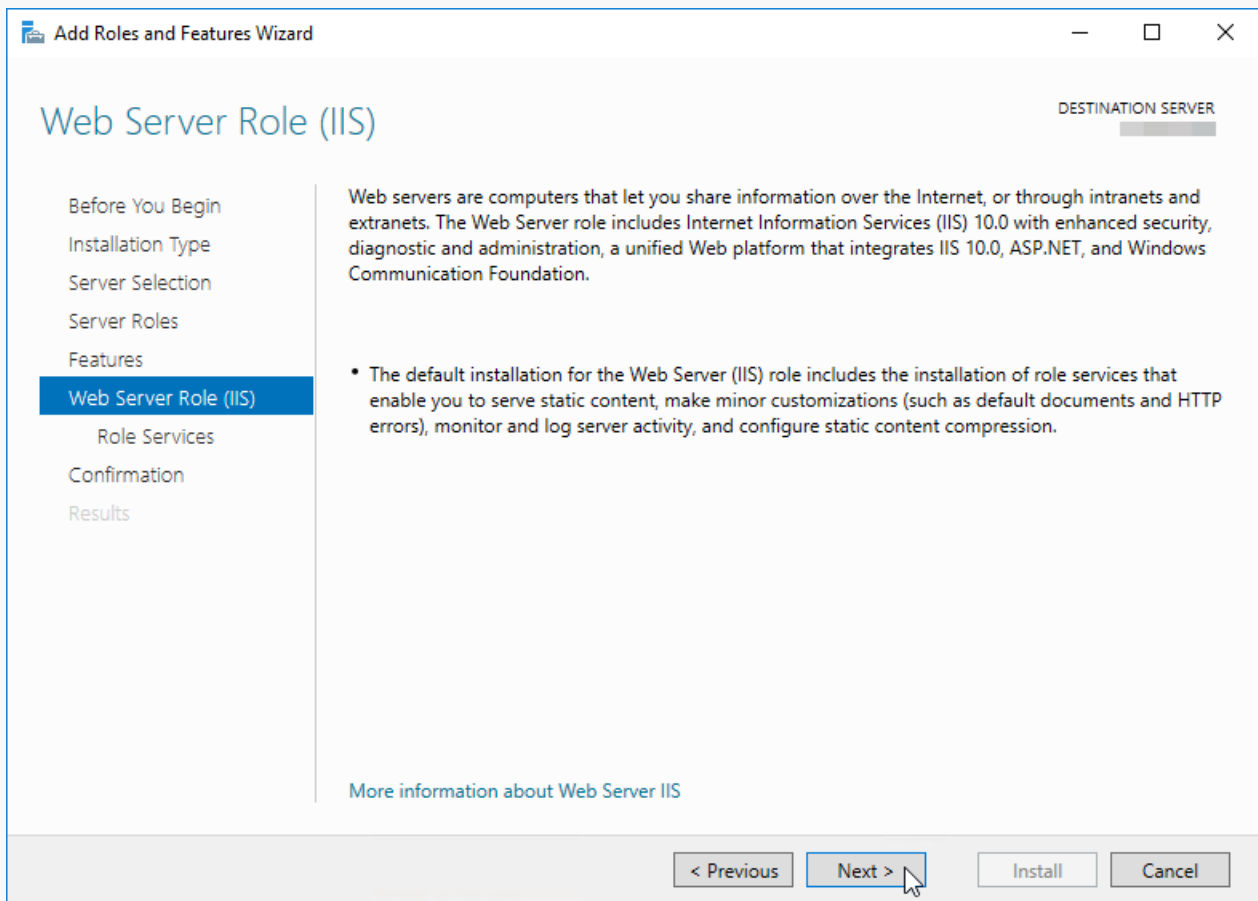 Add Roles and Features Wizard
Web Server Role (IIS)
DESTINATION SERVER
Before You Begin
Installation Type
Server Selection
Server Roles
Features
Web Server Role (IIS)
Role Services
Confirmation
Results
Web servers are computers that let you share information over the Internet, or through intranets and
extranets. The Web Server role includes Internet Information Services (IIS) 10.0 with enhanced security,
diagnostic and administration, a unified Web platform that integrates IIS 10.0, ASP.NET, and Windows
Communication Foundation.
• The default installation for the Web Server (IIS) role includes the installation of role services that
enable you to serve static content, make minor customizations (such as default documents and HTTP
errors), monitor and log server activity, and configure static content compression.
More information about Web Server IIS
< Previous
Next >
Install
Cancel